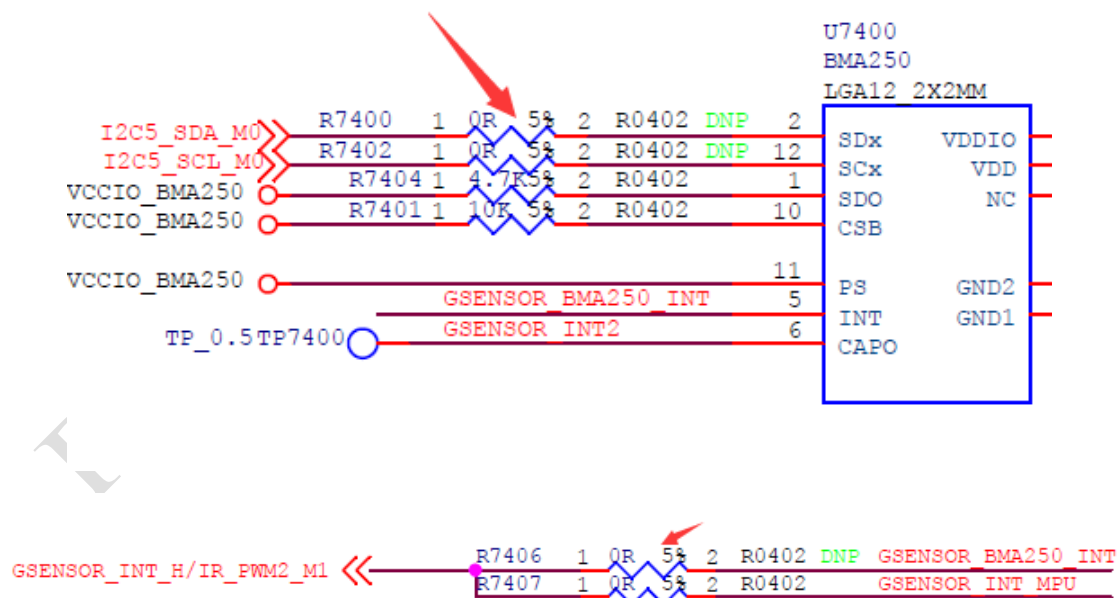 U7400
BMA250
LGA12_2X2MM
I2C5_SDA_M0 R7400 1 0R 5% 2 R0402 DNP 2 SDx VDDIO
I2C5_SCL_M0 R7402 1 0R 5% 2 R0402 DNP 12 SCx VDD
VCCIO_BMA250 R7404 1 4.7K 5% 2 R0402 1 SDO NC
VCCIO_BMA250 R7401 1 10K 5% 2 R0402 10 CSB
VCCIO_BMA250 11 PS GND2
GSENSOR_BMA250_INT 5 INT GND1
TP_0.5TP7400 GSENSOR_INT2 6 CAPO
GSENSOR_INT_H/IR_PWM2_M1 R7406 1 0R 5% 2 R0402 DNP GSENSOR_BMA250_INT
R7407 1 0R 5% 2 R0402 GSENSOR_INT_MPU